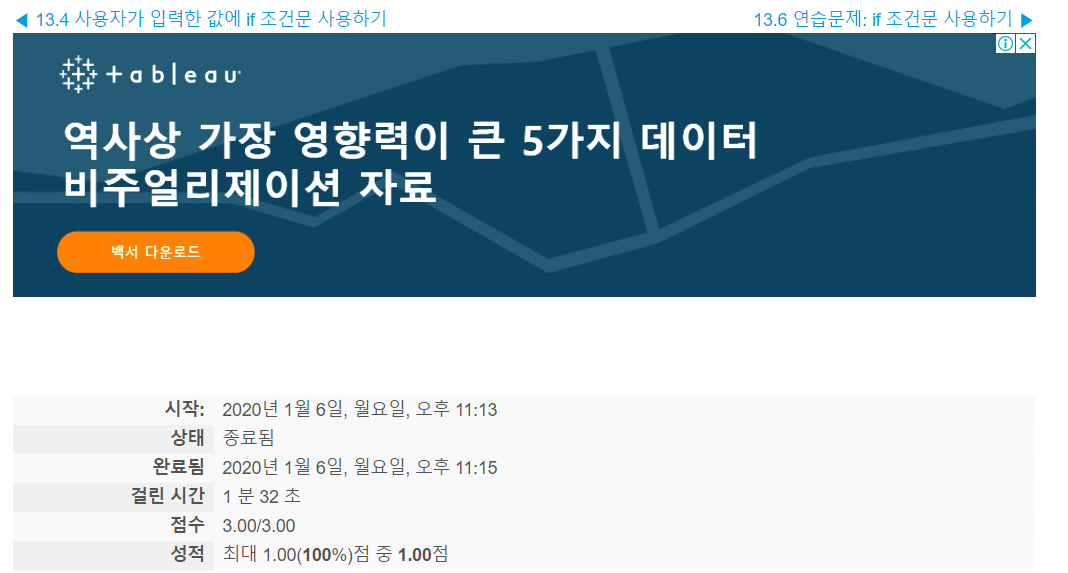 ◀ 13.4 사용자가 입력한 값에 if 조건문 사용하기
13.6 연습문제: if 조건문 사용하기 ▶
+ableau
역사상 가장 영향력이 큰 5가지 데이터
비주얼리제이션 자료
백서 다운로드
시작: 2020년 1월 6일, 월요일, 오후 11:13
상태 종료됨
완료됨 2020년 1월 6일, 월요일, 오후 11:15
걸린 시간 1 분 32 초
점수 3.00/3.00
성적 최대 1.00(100%)점 중 1.00점